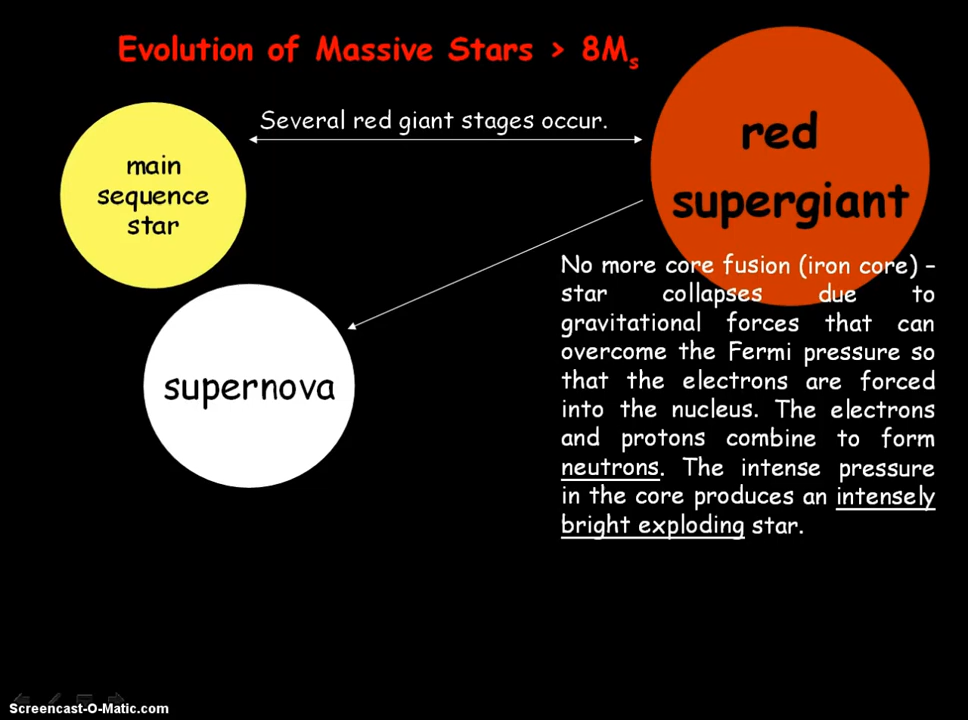 Evolution of Massive Stars > 8Ms
Several red giant stages occur.
main
sequence
star
red
supergiant
supernova
No more core fusion (iron core) –
star collapses due to
gravitational forces that can
overcome the Fermi pressure so
that the electrons are forced
into the nucleus. The electrons
and protons combine to form
neutrons. The intense pressure
in the core produces an intensely
bright exploding star.
Screencast-O-Matic.com